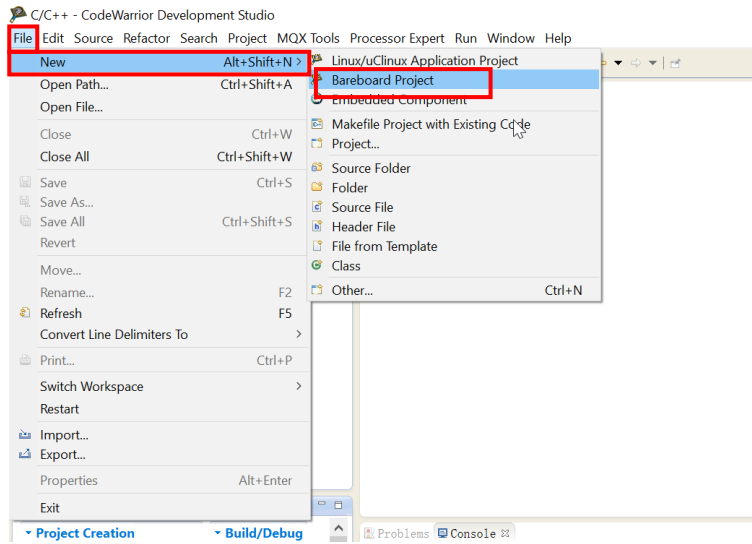 C/C++ - CodeWarrior Development Studio
File Edit Source Refactor Search Project MQX Tools Processor Expert Run Window Help
New Alt+Shift+N >
Open Path... Ctrl+Shift+A
Open File...
Close Ctrl+W
Close All Ctrl+Shift+W
Save Ctrl+S
Save As...
Save All Ctrl+Shift+S
Revert
Move...
Rename... F2
Refresh F5
Convert Line Delimiters To >
Print... Ctrl+P
Switch Workspace >
Restart
Import...
Export...
Properties Alt+Enter
Exit
Linux/uClinux Application Project
Bareboard Project
Embedded Component
Makefile Project with Existing Code
Project...
Source Folder
Folder
Source File
Header File
File from Template
Class
Other... Ctrl+N
Project Creation
Build/Debug
Problems
Console